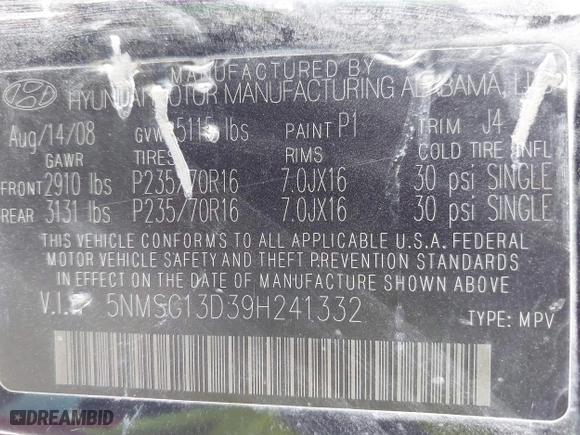 MANUFACTURED BY
HYUNDAI MOTOR MANUFACTURING ALABAMA, LLC
Aug/14/08 GVWR 5115 lbs PAINT P1 TRIM J4
GAWR TIRES RIMS COLD TIRE INFL
FRONT 2910 lbs P235/70R16 7.0JX16 30 psi SINGLE
REAR 3131 lbs P235/70R16 7.0JX16 30 psi SINGLE
THIS VEHICLE CONFORMS TO ALL APPLICABLE U.S.A. FEDERAL
MOTOR VEHICLE SAFETY AND THEFT PREVENTION STANDARDS
IN EFFECT ON THE DATE OF MANUFACTURE SHOWN ABOVE
V.I.N 5NMSG13D39H241332 TYPE: MPV
DREAMBID